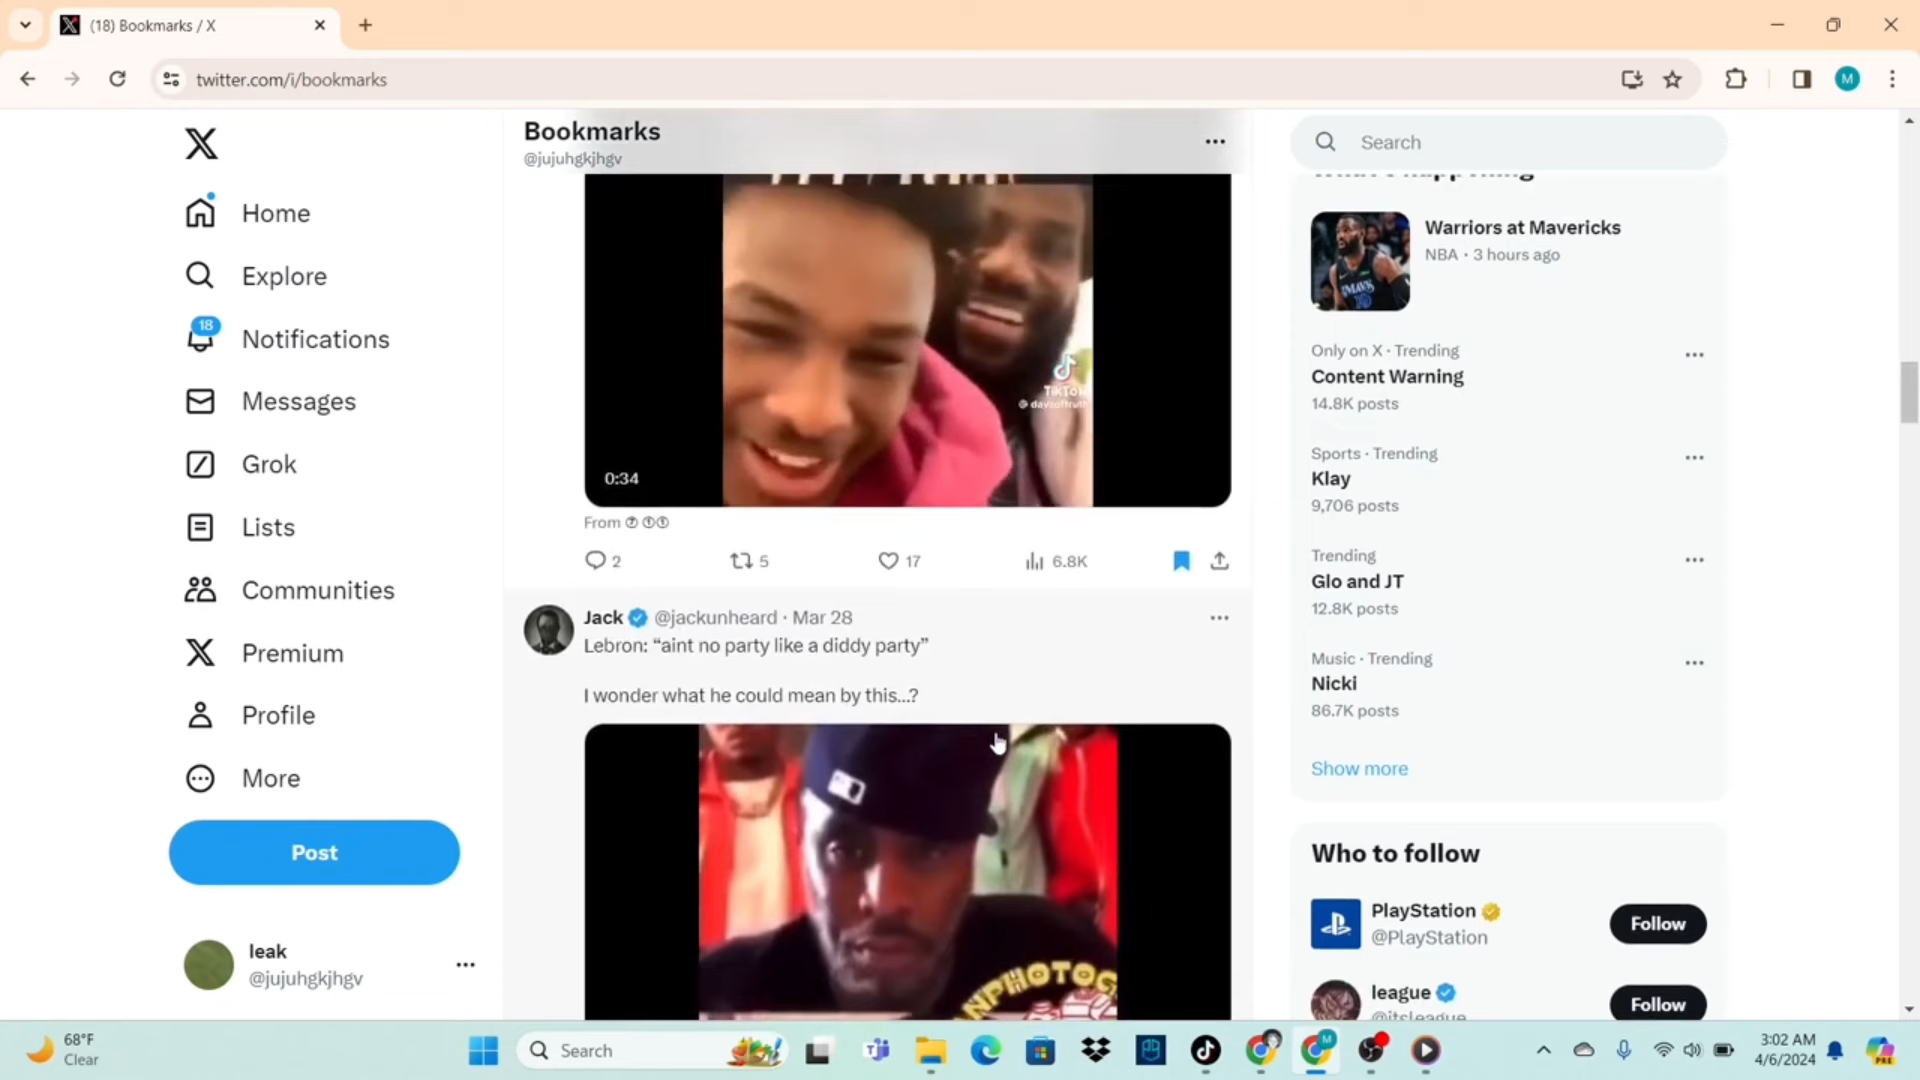 (18) Bookmarks / X
twitter.com/i/bookmarks
M
Home
Explore
18
Notifications
Messages
Grok
Lists
Communities
Premium
Profile
More
Post
leak
@jujuhgkjhgv
Bookmarks
@jujuhgkjhgv
TikTok
0:34
From ⑦ ①①
2
5
17
6.8K
Jack @jackunheard · Mar 28
Lebron: “aint no party like a diddy party”
I wonder what he could mean by this...?
Search
Warriors at Mavericks
NBA · 3 hours ago
Only on X · Trending
Content Warning
14.8K posts
Sports · Trending
Klay
9,706 posts
Trending
Glo and JT
12.8K posts
Music · Trending
Nicki
86.7K posts
Show more
Who to follow
PlayStation
@PlayStation
Follow
league
@itsleague
Follow
68°F
Clear
Search
3:02 AM
4/6/2024
PRE